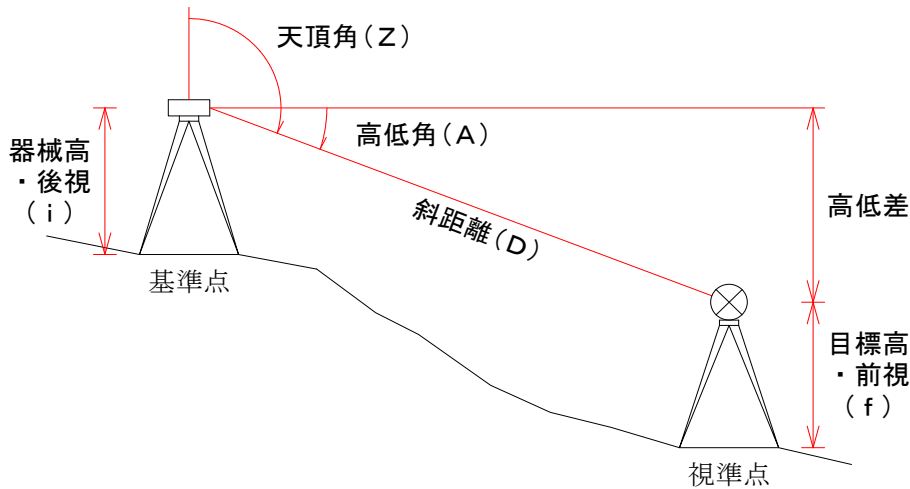 天頂角(Z)
高低角(A)
器械高
・後視
(i)
斜距離(D)
高低差
基準点
目標高
・前視
(f)
視準点